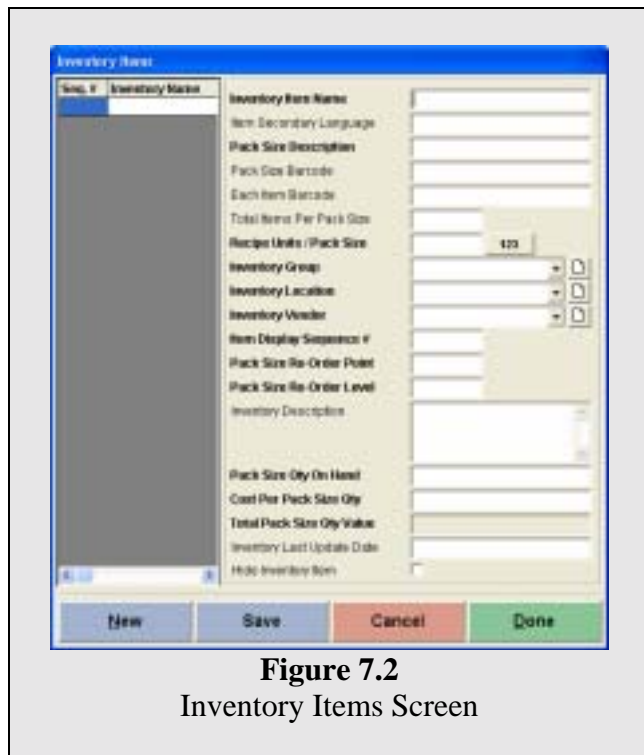 Inventory Items
Seq. # Inventory Name
Inventory Item Name
Item Secondary Language
Pack Size Description
Pack Size Barcode
Each Item Barcode
Total Items Per Pack Size
Recipe Units / Pack Size 123
Inventory Group
Inventory Location
Inventory Vendor
Item Display Sequence #
Pack Size Re-Order Point
Pack Size Re-Order Level
Inventory Description
Pack Size Qty On Hand
Cost Per Pack Size Qty
Total Pack Size Qty Value
Inventory Last Update Date
Hide Inventory Item
New Save Cancel Done
Figure 7.2
Inventory Items Screen